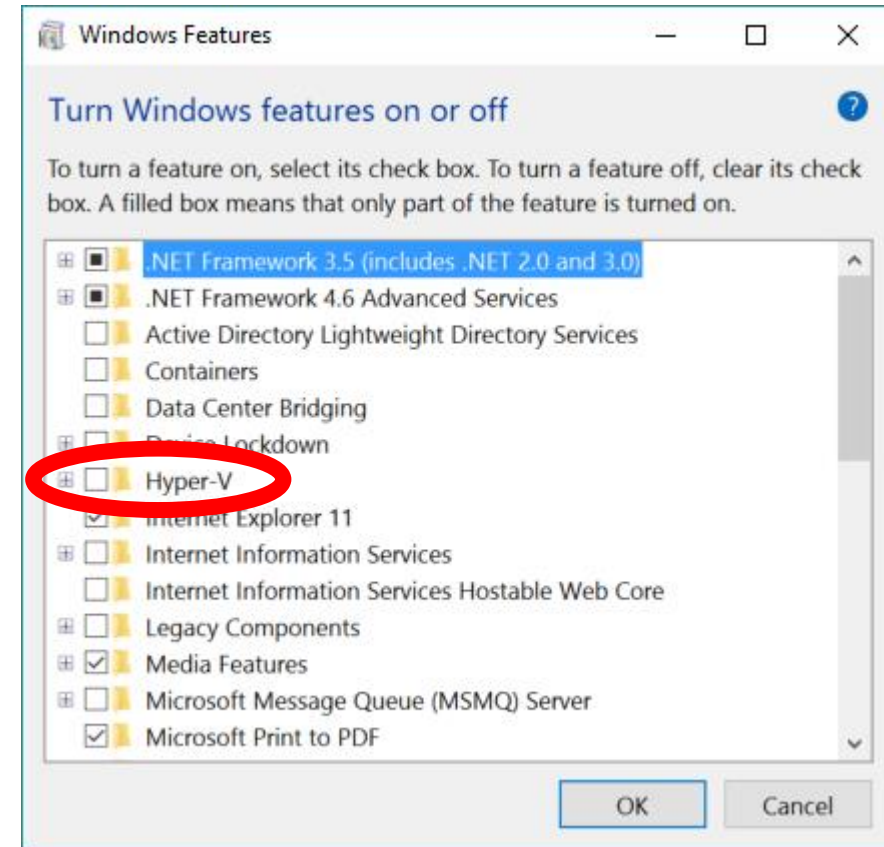 Windows Features
Turn Windows features on or off
To turn a feature on, select its check box. To turn a feature off, clear its check
box. A filled box means that only part of the feature is turned on.
.NET Framework 3.5 (includes .NET 2.0 and 3.0)
.NET Framework 4.6 Advanced Services
Active Directory Lightweight Directory Services
Containers
Data Center Bridging
Device Lockdown
Hyper-V
Internet Explorer 11
Internet Information Services
Internet Information Services Hostable Web Core
Legacy Components
Media Features
Microsoft Message Queue (MSMQ) Server
Microsoft Print to PDF
OK
Cancel